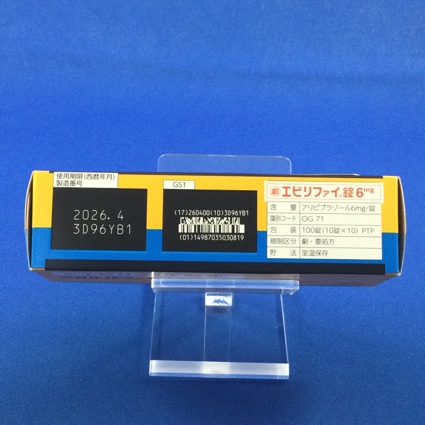 使用期限(西暦年月)
製造番号
2026. 4
3D96YB1
GS1
(17)260400(10)3D96YB1
(01)14987035030819
劇 エビリファイ®錠6mg
含 量 アリピプラゾール6mg/錠
識別コード OG 71
包 装 100錠(10錠×10) PTP
規制区分 劇・要処方
貯 法 室温保存